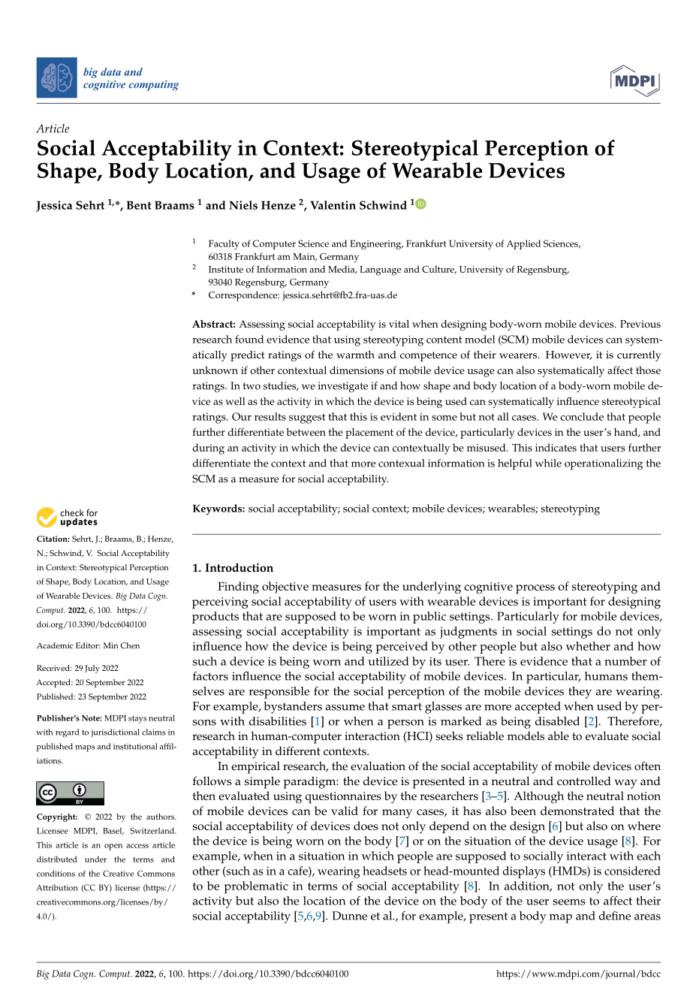 big data and
cognitive computing
MDPI
Article
Social Acceptability in Context: Stereotypical Perception of
Shape, Body Location, and Usage of Wearable Devices
Jessica Sehrt 1,*, Bent Braams 1 and Niels Henze 2, Valentin Schwind 1 iD
1 Faculty of Computer Science and Engineering, Frankfurt University of Applied Sciences,
60318 Frankfurt am Main, Germany
2 Institute of Information and Media, Language and Culture, University of Regensburg,
93040 Regensburg, Germany
* Correspondence: jessica.sehrt@fb2.fra-uas.de
Abstract: Assessing social acceptability is vital when designing body-worn mobile devices. Previous
research found evidence that using stereotyping content model (SCM) mobile devices can system-
atically predict ratings of the warmth and competence of their wearers. However, it is currently
unknown if other contextual dimensions of mobile device usage can also systematically affect those
ratings. In two studies, we investigate if and how shape and body location of a body-worn mobile de-
vice as well as the activity in which the device is being used can systematically influence stereotypical
ratings. Our results suggest that this is evident in some but not all cases. We conclude that people
further differentiate between the placement of the device, particularly devices in the user's hand, and
during an activity in which the device can contextually be misused. This indicates that users further
differentiate the context and that more contexual information is helpful while operationalizing the
SCM as a measure for social acceptability.
Keywords: social acceptability; social context; mobile devices; wearables; stereotyping
check for
updates
Citation: Sehrt, J.; Braams, B.; Henze,
N.; Schwind, V. Social Acceptability
in Context: Stereotypical Perception
of Shape, Body Location, and Usage
of Wearable Devices. Big Data Cogn.
Comput. 2022, 6, 100. https://
doi.org/10.3390/bdcc6040100
Academic Editor: Min Chen
Received: 29 July 2022
Accepted: 20 September 2022
Published: 23 September 2022
Publisher's Note: MDPI stays neutral
with regard to jurisdictional claims in
published maps and institutional affil-
iations.
cc
BY
Copyright: © 2022 by the authors.
Licensee MDPI, Basel, Switzerland.
This article is an open access article
distributed under the terms and
conditions of the Creative Commons
Attribution (CC BY) license (https://
creativecommons.org/licenses/by/
4.0/).
1. Introduction
Finding objective measures for the underlying cognitive process of stereotyping and
perceiving social acceptability of users with wearable devices is important for designing
products that are supposed to be worn in public settings. Particularly for mobile devices,
assessing social acceptability is important as judgments in social settings do not only
influence how the device is being perceived by other people but also whether and how
such a device is being worn and utilized by its user. There is evidence that a number of
factors influence the social acceptability of mobile devices. In particular, humans them-
selves are responsible for the social perception of the mobile devices they are wearing.
For example, bystanders assume that smart glasses are more accepted when used by per-
sons with disabilities [1] or when a person is marked as being disabled [2]. Therefore,
research in human-computer interaction (HCI) seeks reliable models able to evaluate social
acceptability in different contexts.
In empirical research, the evaluation of the social acceptability of mobile devices often
follows a simple paradigm: the device is presented in a neutral and controlled way and
then evaluated using questionnaires by the researchers [3–5]. Although the neutral notion
of mobile devices can be valid for many cases, it has also been demonstrated that the
social acceptability of devices does not only depend on the design [6] but also on where
the device is being worn on the body [7] or on the situation of the device usage [8]. For
example, when in a situation in which people are supposed to socially interact with each
other (such as in a cafe), wearing headsets or head-mounted displays (HMDs) is considered
to be problematic in terms of social acceptability [8]. In addition, not only the user's
activity but also the location of the device on the body of the user seems to affect their
social acceptability [5,6,9]. Dunne et al., for example, present a body map and define areas
Big Data Cogn. Comput. 2022, 6, 100. https://doi.org/10.3390/bdcc6040100
https://www.mdpi.com/journal/bdcc